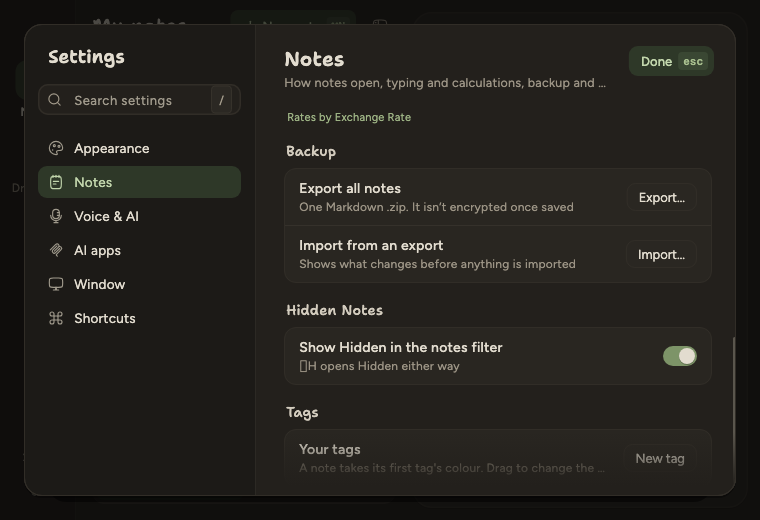 My notes
Settings
Search settings /
Appearance
Notes
Voice & AI
AI apps
Window
Shortcuts
Notes
Done esc
How notes open, typing and calculations, backup and ...
Rates by Exchange Rate
Backup
Export all notes
One Markdown .zip. It isn't encrypted once saved
Export...
Import from an export
Shows what changes before anything is imported
Import...
Hidden Notes
Show Hidden in the notes filter
H opens Hidden either way
Tags
Your tags
A note takes its first tag's colour. Drag to change the ...
New tag